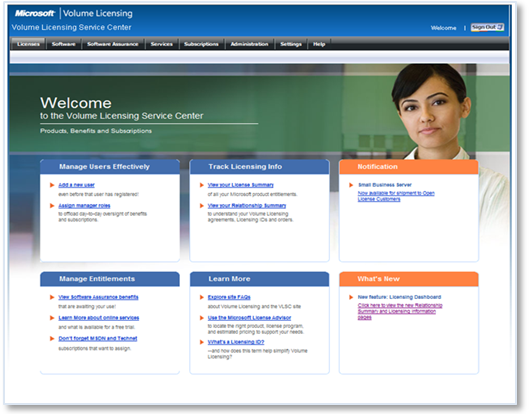 Microsoft | Volume Licensing
Volume Licensing Service Center
Welcome | Sign Out
Licenses Software Software Assurance Services Subscriptions Administration Settings Help
Welcome
to the Volume Licensing Service Center
Products, Benefits and Subscriptions
Manage Users Effectively
Add a new user
even before that user has registered!
Assign manager roles
to offload day-to-day oversight of benefits
and subscriptions.
Track Licensing Info
View your License Summary
of all your Microsoft product entitlements.
View your Relationship Summary
to understand your Volume Licensing
agreements, Licensing IDs and orders.
Notification
Small Business Server
Now available for shipment to Open
License Customers
Manage Entitlements
View Software Assurance benefits
that are awaiting your use!
Learn More about online services
and what is available for a free trial.
Don't forget MSDN and Technet
subscriptions that want to assign.
Learn More
Explore site FAQs
about Volume Licensing and the VLSC site
Use the Microsoft License Advisor
to locate the right product, license program,
and estimated pricing to support your needs.
What's a Licensing ID?
—and how does this term help simplify Volume
Licensing?
What's New
New feature: Licensing Dashboard
Click here to view the new Relationship
Summary and Licensing Information
pages